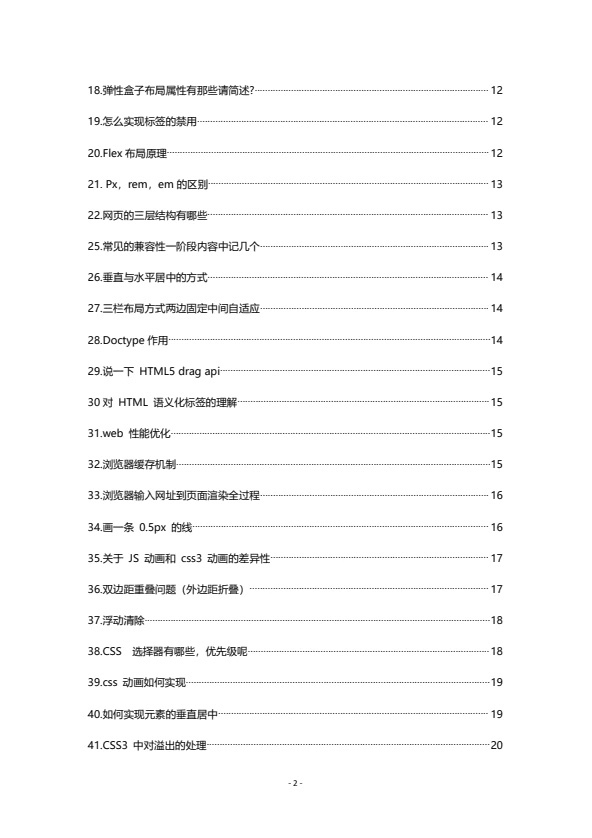 18.弹性盒子布局属性有那些请简述?·············· 12
19.怎么实现标签的禁用·············· 12
20.Flex 布局原理·············· 12
21. Px，rem，em 的区别·············· 13
22.网页的三层结构有哪些·············· 13
25.常见的兼容性一阶段内容中记几个·············· 13
26.垂直与水平居中的方式·············· 14
27.三栏布局方式两边固定中间自适应·············· 14
28.Doctype 作用··············14
29.说一下 HTML5 drag api··············15
30 对 HTML 语义化标签的理解·············· 15
31.web 性能优化··············15
32.浏览器缓存机制··············15
33.浏览器输入网址到页面渲染全过程·············· 16
34.画一条 0.5px 的线·············· 16
35.关于 JS 动画和 css3 动画的差异性·············· 17
36.双边距重叠问题（外边距折叠）·············· 17
37.浮动清除··············18
38.CSS 选择器有哪些，优先级呢··············18
39.css 动画如何实现··············19
40.如何实现元素的垂直居中·············· 19
41.CSS3 中对溢出的处理··············20
- 2 -